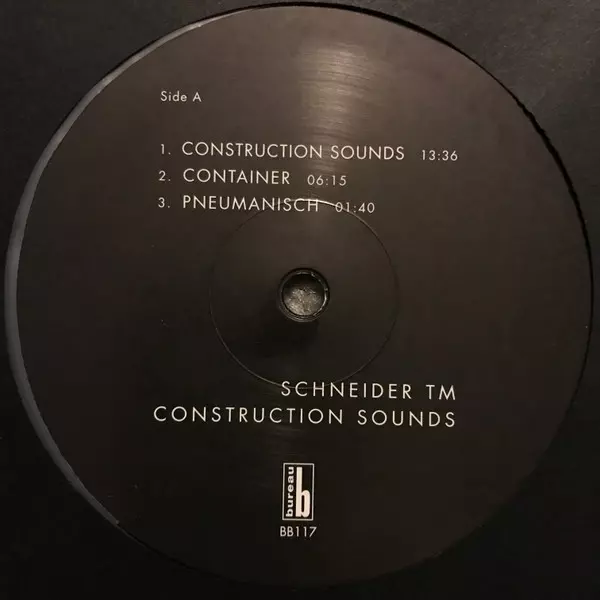 Side A
1. CONSTRUCTION SOUNDS 13:36
2. CONTAINER 06:15
3. PNEUMANISCH 01:40
SCHNEIDER TM
CONSTRUCTION SOUNDS
bureau b
BB117